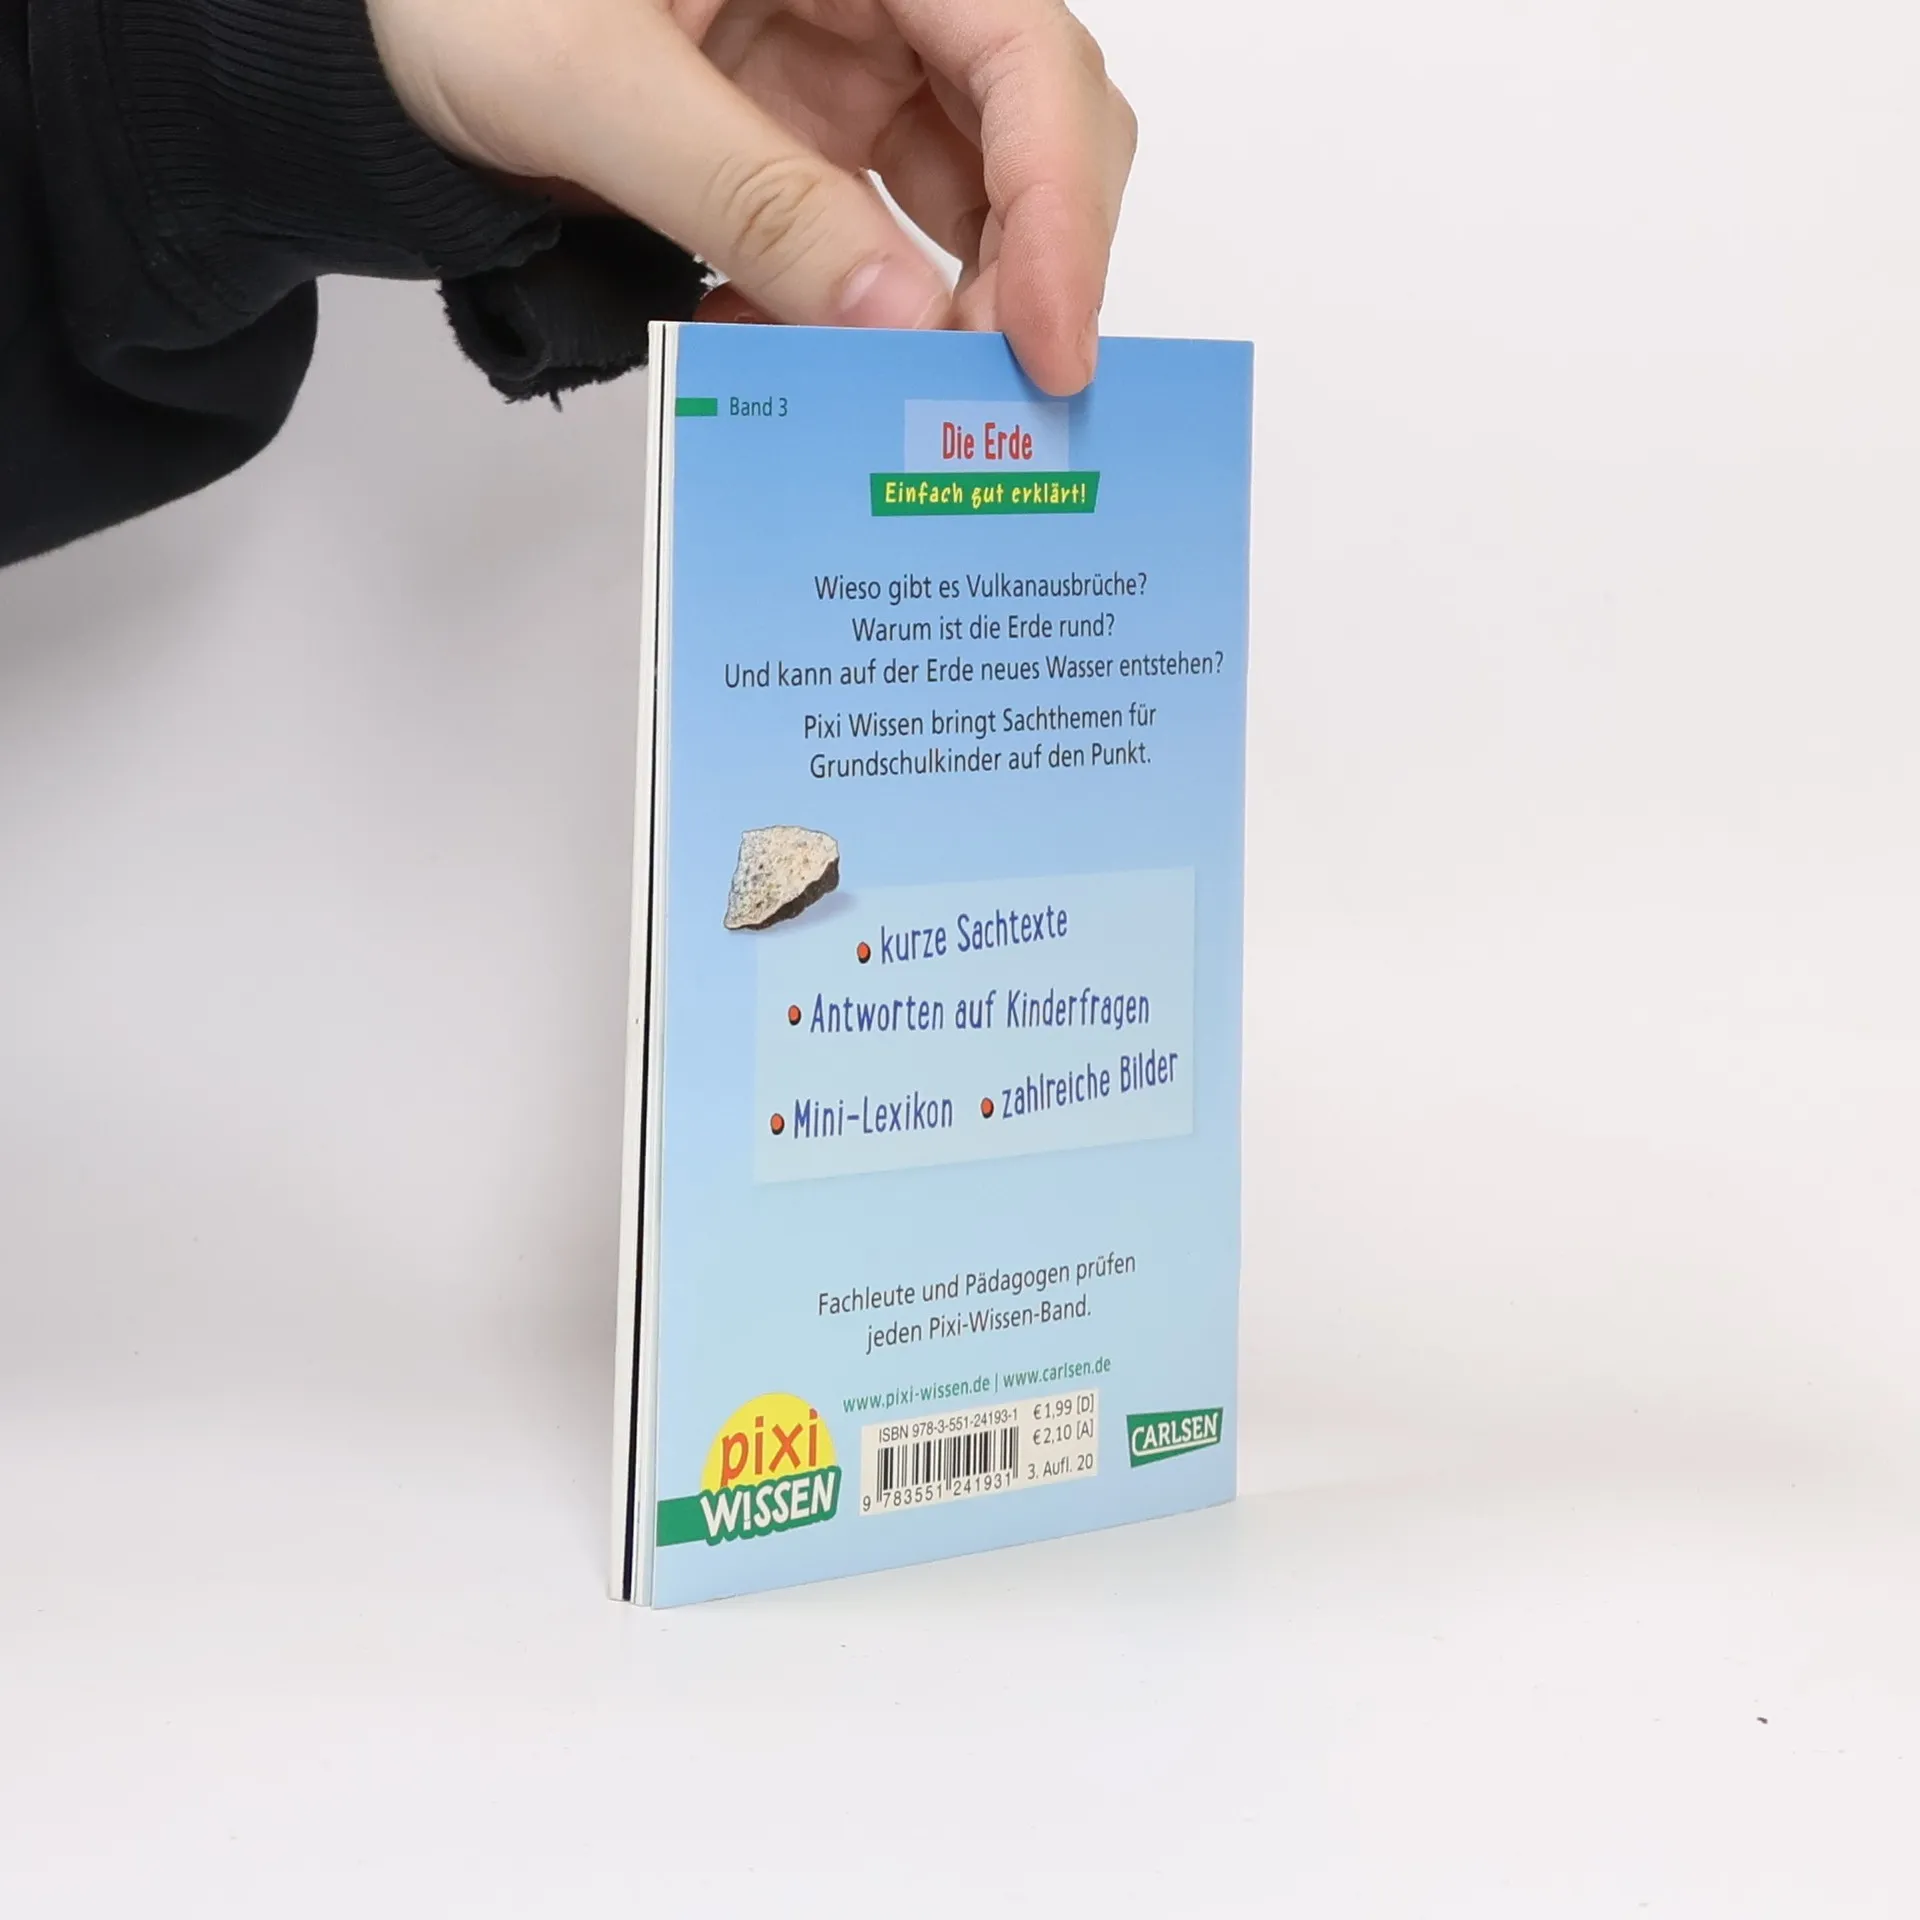 Band 3
Die Erde
Einfach gut erklärt!
Wieso gibt es Vulkanausbrüche?
Warum ist die Erde rund?
Und kann auf der Erde neues Wasser entstehen?
Pixi Wissen bringt Sachthemen für
Grundschulkinder auf den Punkt.
• kurze Sachtexte
• Antworten auf Kinderfragen
• Mini-Lexikon • zahlreiche Bilder
Fachleute und Pädagogen prüfen
jeden Pixi-Wissen-Band.
www.pixi-wissen.de | www.carlsen.de
pixi
WISSEN
ISBN 978-3-551-24193-1
€ 1,99 [D]
€ 2,10 [A]
3. Aufl. 20
9 783551 241931
CARLSEN